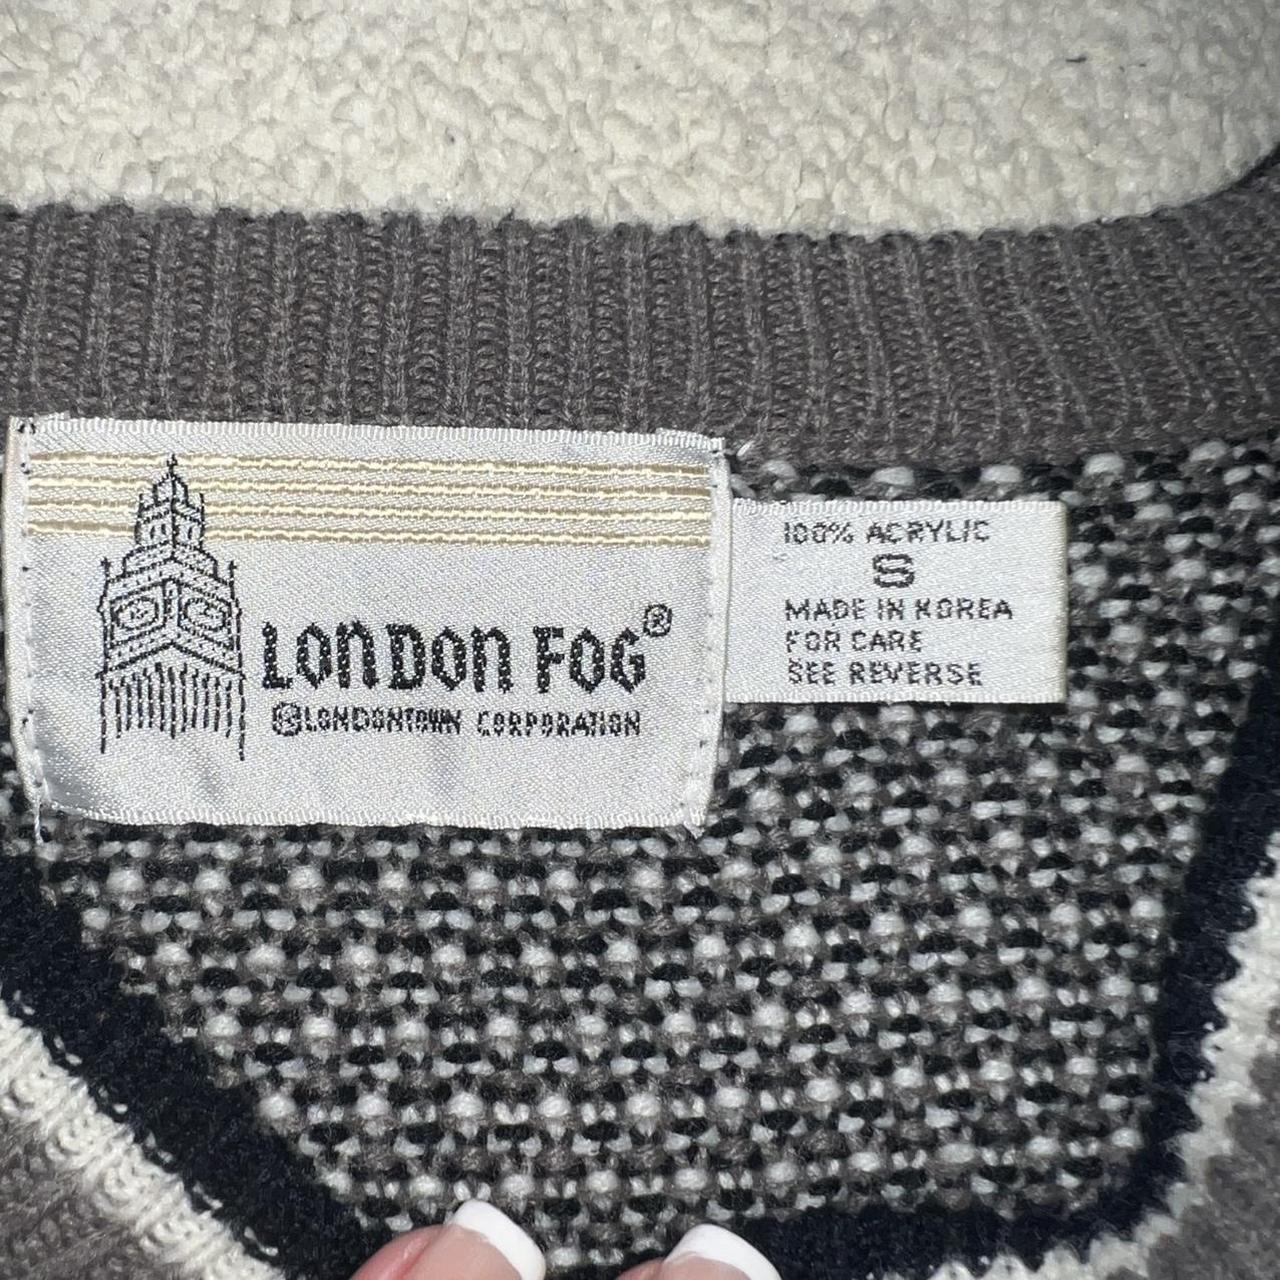 LONDON FOG®
©LONDONTOWN CORPORATION
100% ACRYLIC
S
MADE IN KOREA
FOR CARE
SEE REVERSE